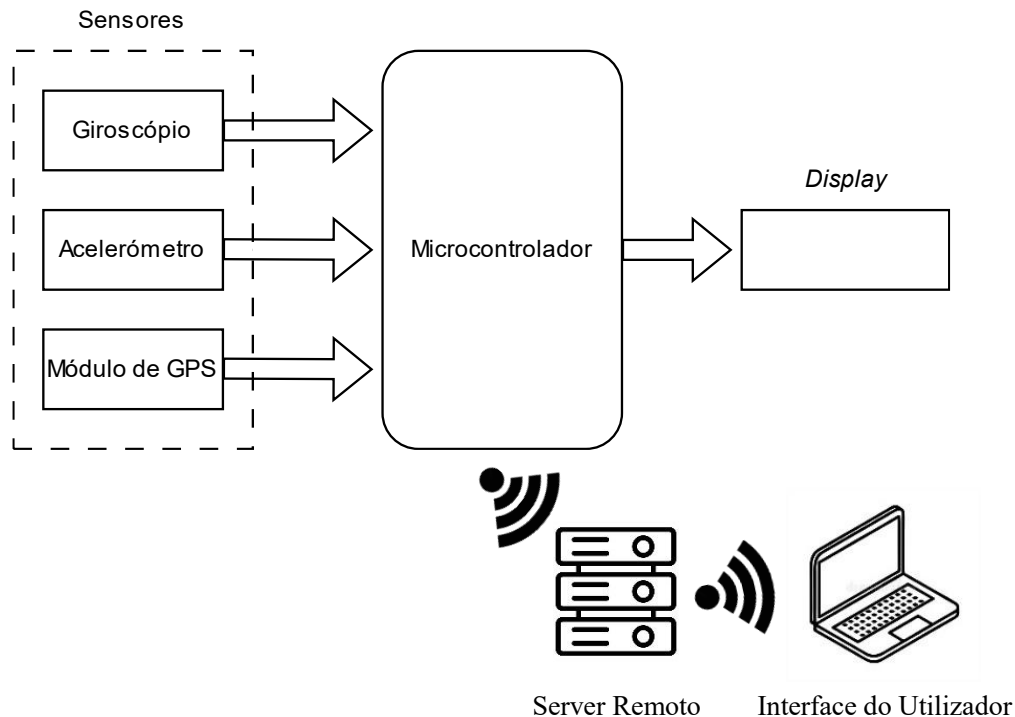 Sensores
Giroscópio
Acelerómetro
Módulo de GPS
Microcontrolador
Display
Server Remoto
Interface do Utilizador